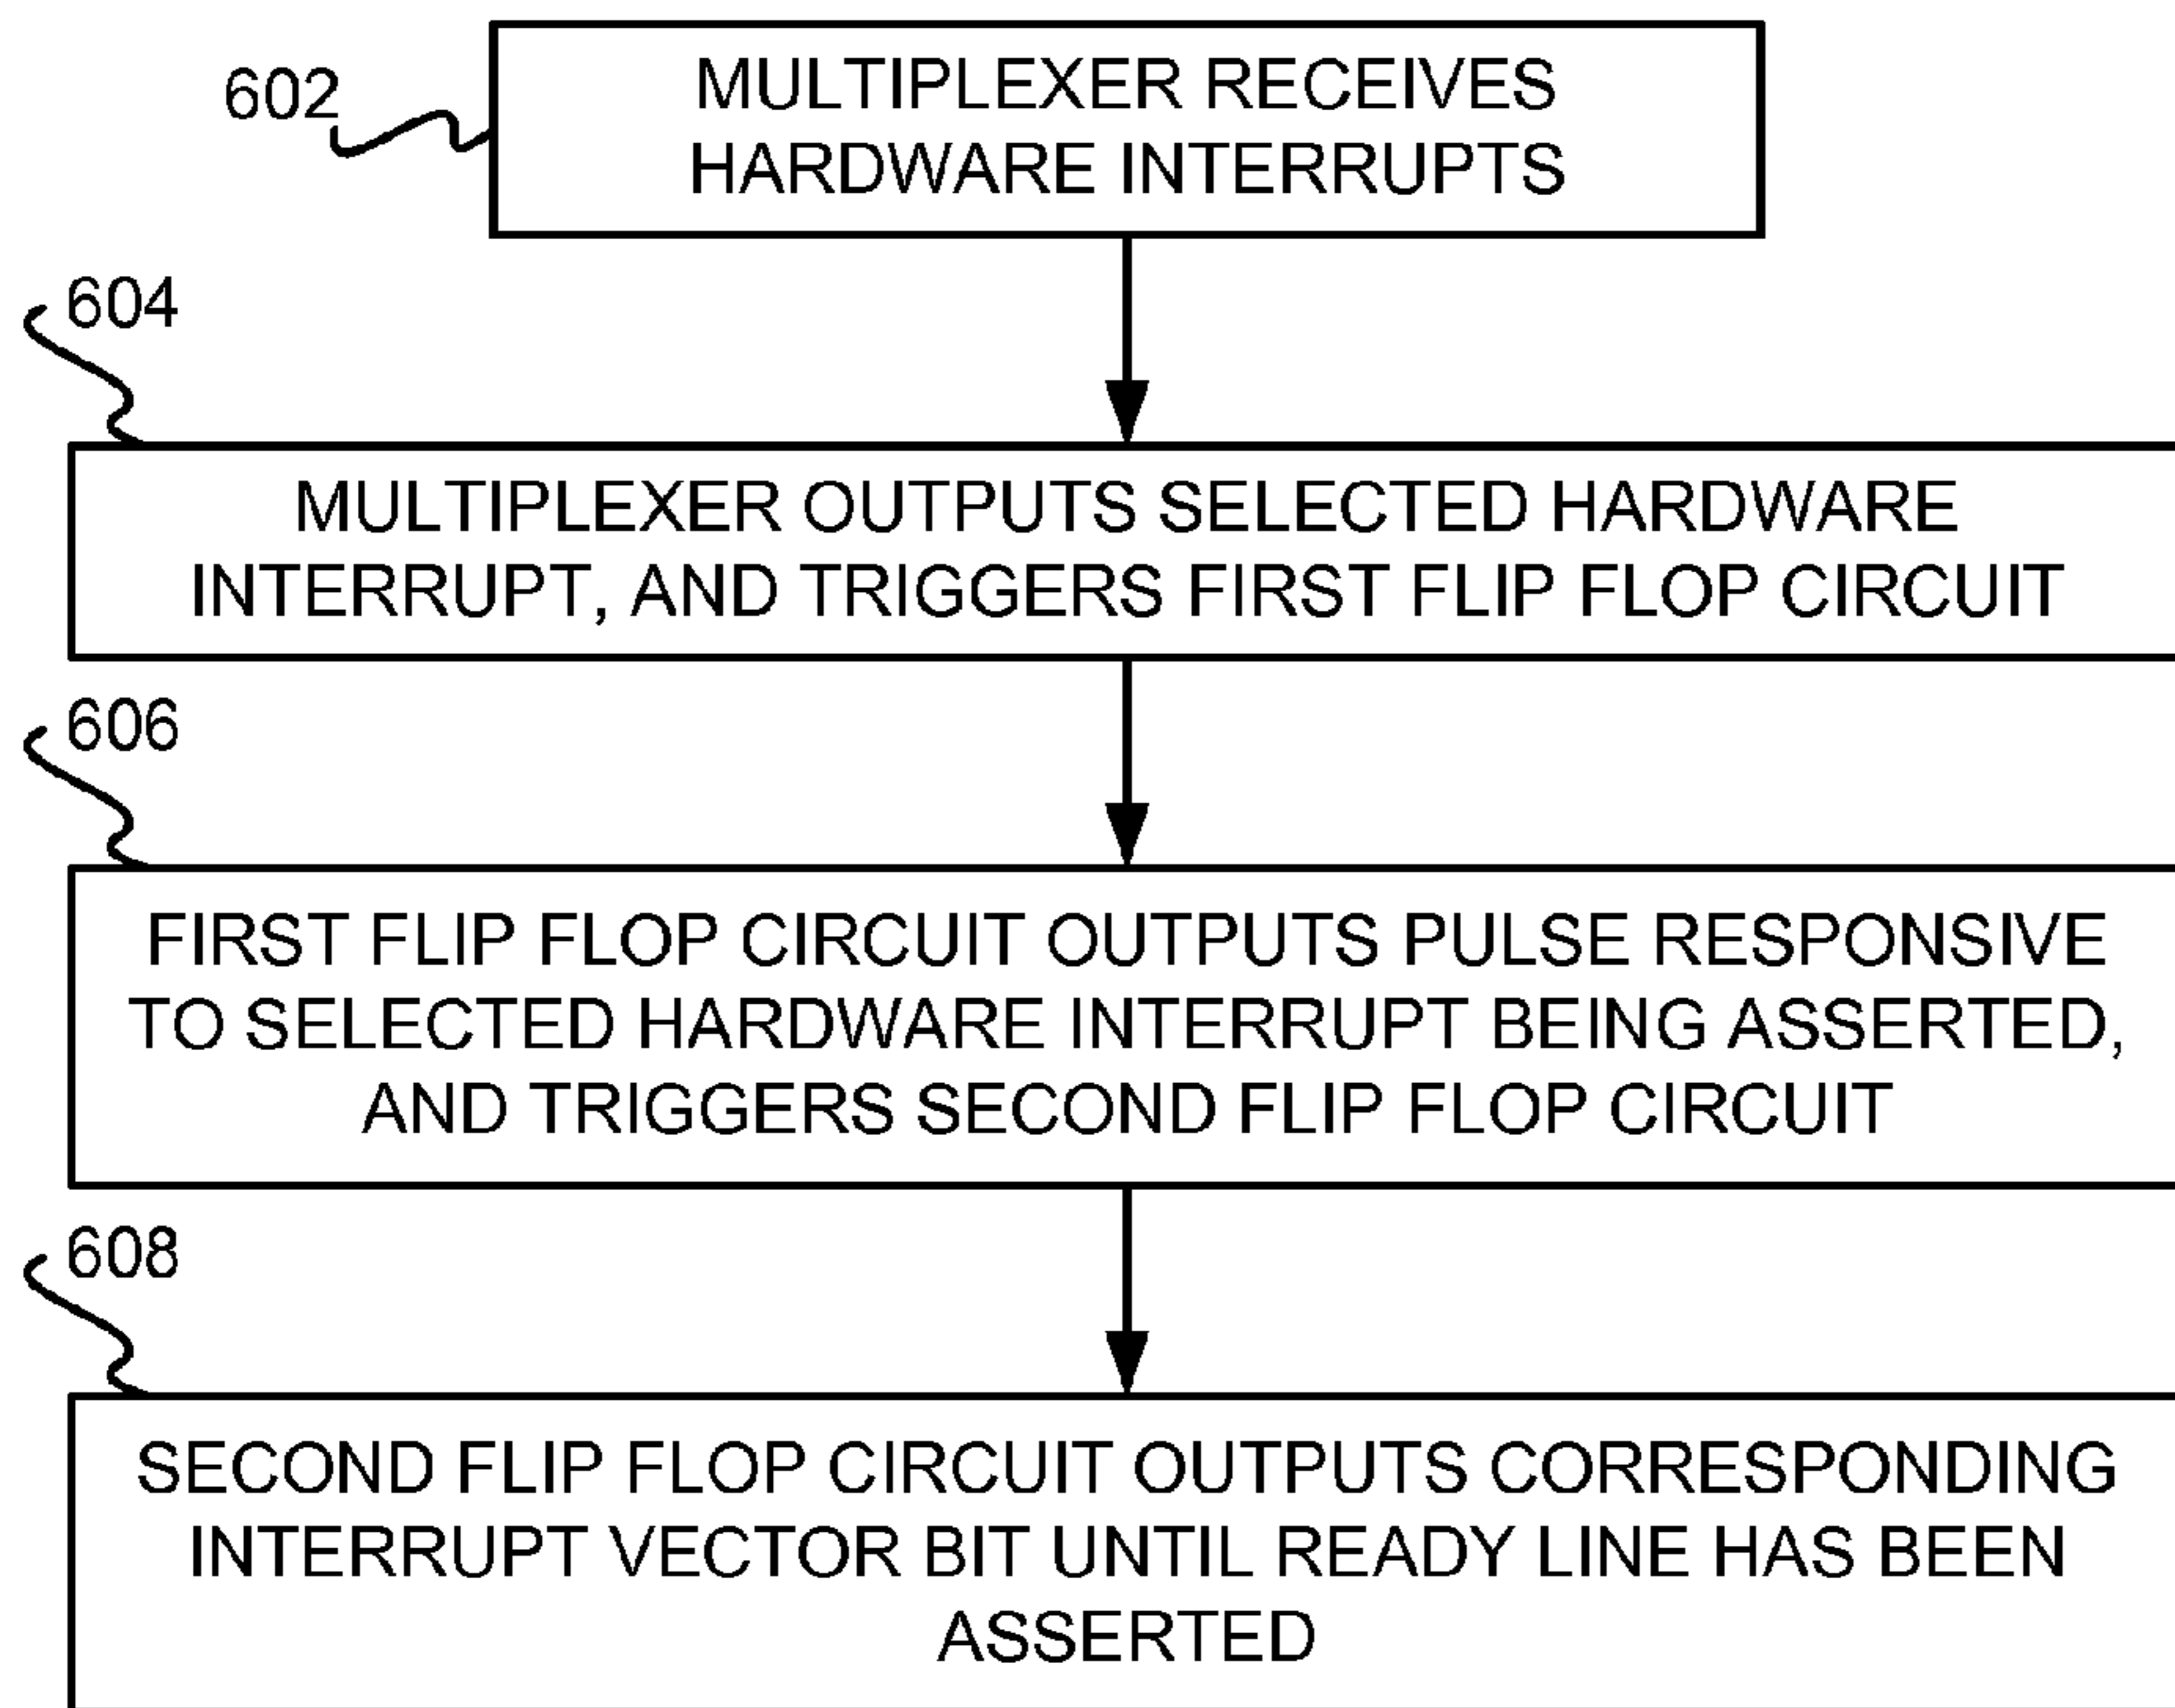 602
MULTIPLEXER RECEIVES
HARDWARE INTERRUPTS
604
MULTIPLEXER OUTPUTS SELECTED HARDWARE
INTERRUPT, AND TRIGGERS FIRST FLIP FLOP CIRCUIT
606
FIRST FLIP FLOP CIRCUIT OUTPUTS PULSE RESPONSIVE
TO SELECTED HARDWARE INTERRUPT BEING ASSERTED,
AND TRIGGERS SECOND FLIP FLOP CIRCUIT
608
SECOND FLIP FLOP CIRCUIT OUTPUTS CORRESPONDING
INTERRUPT VECTOR BIT UNTIL READY LINE HAS BEEN
ASSERTED